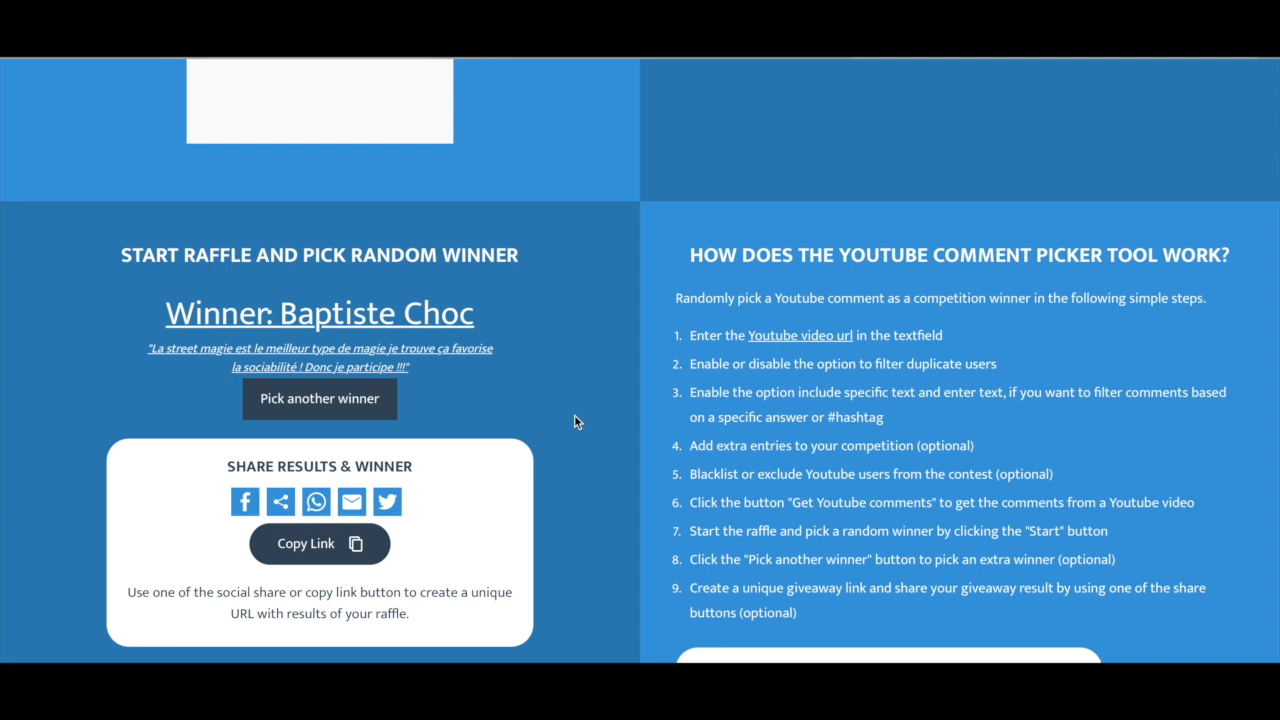 START RAFFLE AND PICK RANDOM WINNER
Winner: Baptiste Choc
"La street magie est le meilleur type de magie je trouve ça favorise
la sociabilité ! Donc je participe !!!"
Pick another winner
SHARE RESULTS & WINNER
Copy Link
Use one of the social share or copy link button to create a unique
URL with results of your raffle.
HOW DOES THE YOUTUBE COMMENT PICKER TOOL WORK?
Randomly pick a Youtube comment as a competition winner in the following simple steps.
1. Enter the Youtube video url in the textfield
2. Enable or disable the option to filter duplicate users
3. Enable the option include specific text and enter text, if you want to filter comments based
on a specific answer or #hashtag
4. Add extra entries to your competition (optional)
5. Blacklist or exclude Youtube users from the contest (optional)
6. Click the button "Get Youtube comments" to get the comments from a Youtube video
7. Start the raffle and pick a random winner by clicking the "Start" button
8. Click the "Pick another winner" button to pick an extra winner (optional)
9. Create a unique giveaway link and share your giveaway result by using one of the share
buttons (optional)